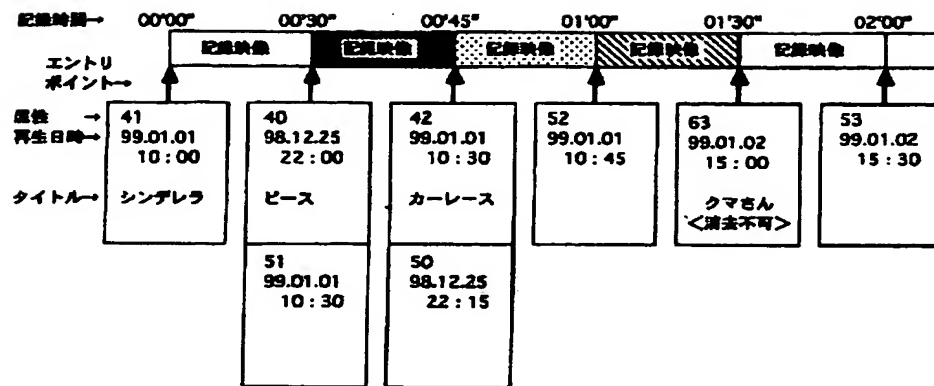 記録時間→ 00'00" 00'30" 00'45" 01'00" 01'30" 02'00"
記録映像 記録映像 記録映像 記録映像 記録映像
エントリ
ポイント→
属性 →
再生日時→
タイトル→
41
99.01.01
10:00
シンデレラ
40
98.12.25
22:00
ピース
51
99.01.01
10:30
42
99.01.01
10:30
カーレース
50
98.12.25
22:15
52
99.01.01
10:45
63
99.01.02
15:00
クマさん
<消去不可>
53
99.01.02
15:30